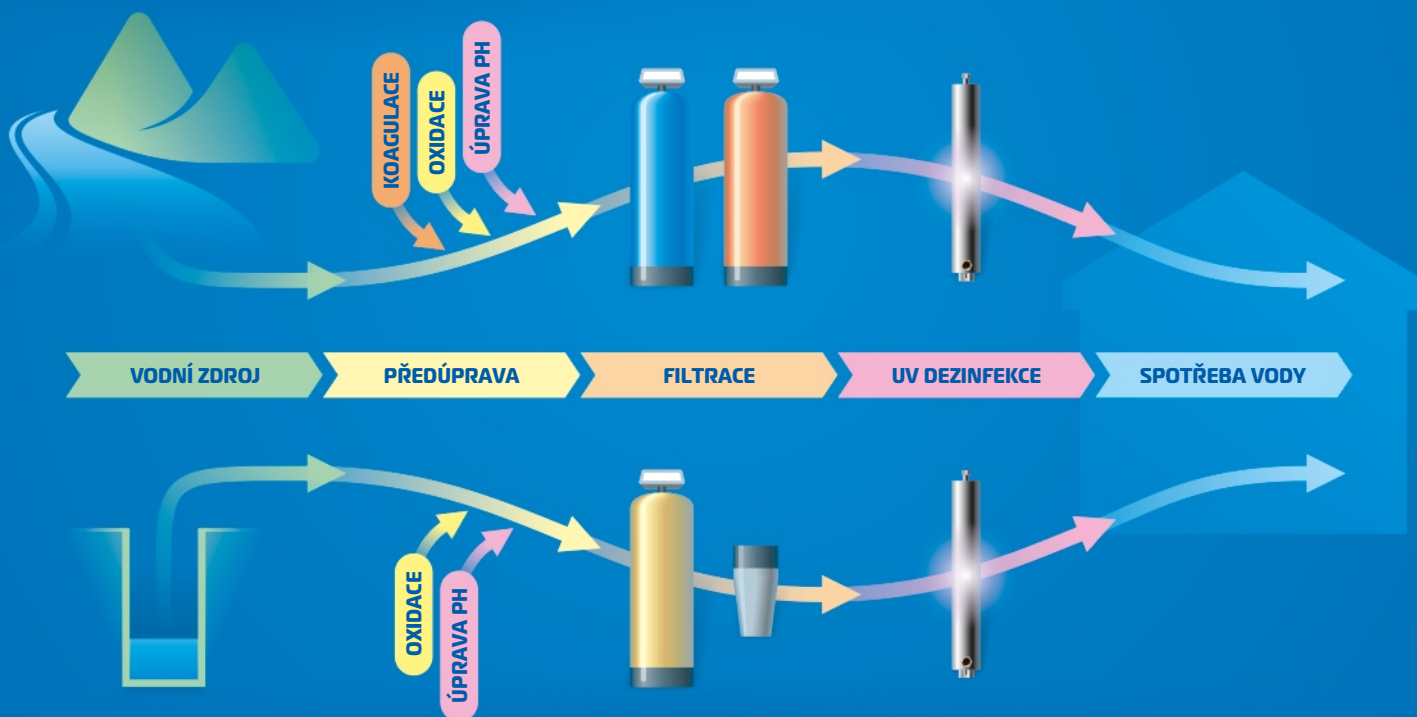 KOAGULACE
OXIDACE
ÚPRAVA PH
VODNÍ ZDROJ
PŘEDÚPRAVA
FILTRACE
UV DEZINFEKCE
SPOTŘEBA VODY
OXIDACE
ÚPRAVA PH